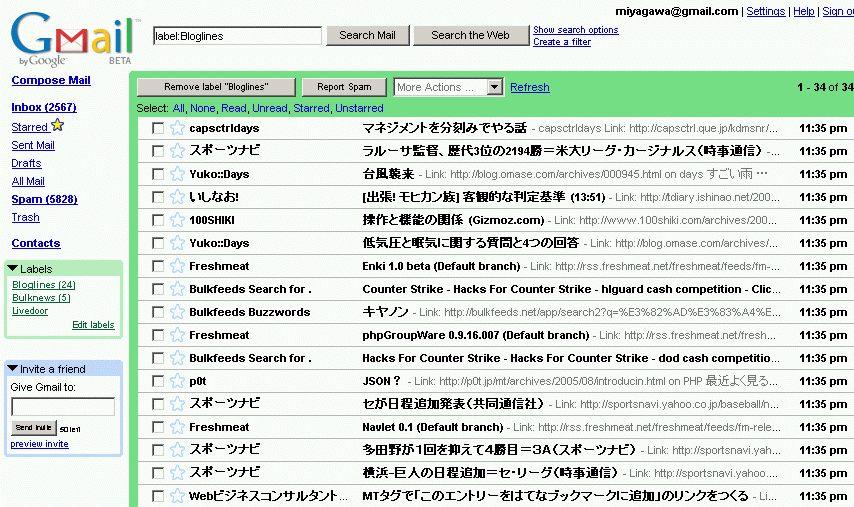 miyagawa@gmail.com | Settings | Help | Sign ou
Gmail
by Google
BETA
label:Bloglines
Search Mail
Search the Web
Show search options
Create a filter
Compose Mail
Inbox (2567)
Starred
Sent Mail
Drafts
All Mail
Spam (5828)
Trash
Contacts
Labels
Bloglines (24)
Bulknews (5)
Livedoor
Edit labels
Invite a friend
Give Gmail to:
Send Invite 50 left
preview invite
Remove label "Bloglines"
Report Spam
More Actions ...
Refresh
1 - 34 of 34
Select: All, None, Read, Unread, Starred, Unstarred
capsctrldays マネジメントを分刻みでやる話 - capsctrldays Link: http://capsctrl.que.jp/kdmsnr/... 11:35 pm
スポーツナビ ラルーサ監督、歴代3位の2194勝＝米大リーグ・カージナルス（時事通信） -... 11:35 pm
Yuko::Days 台風襲来 - Link: http://blog.omase.com/archives/000945.html on days すごい雨 ... 11:35 pm
いしなお! [出張! モヒカン族] 客観的な判定基準 (13:51) - Link: http://tdiary.ishinao.net/200... 11:35 pm
100SHIKI 操作と機能の関係 (Gizmoz.com) - Link: http://www.100shiki.com/archives/200... 11:35 pm
Yuko::Days 低気圧と眠気に関する質問と4つの回答 - Link: http://blog.omase.com/archives/... 11:35 pm
Freshmeat Enki 1.0 beta (Default branch) - Link: http://rss.freshmeat.net/freshmeat/feeds/fm-... 11:35 pm
Bulkfeeds Search for . Counter Strike - Hacks For Counter Strike - hlguard cash competition - Clic... 11:35 pm
Bulkfeeds Buzzwords キヤノン - Link: http://bulkfeeds.net/app/search2?q=%E3%82%AD%E3%83%A4%E... 11:35 pm
Freshmeat phpGroupWare 0.9.16.007 (Default branch) - Link: http://rss.freshmeat.net/fresh... 11:35 pm
Bulkfeeds Search for . Hacks For Counter Strike - Hacks For Counter Strike - dod cash competitio... 11:35 pm
p0t JSON？ - Link: http://p0t.jp/mt/archives/2005/08/introducin.html on PHP 最近よく見る... 11:35 pm
スポーツナビ セが日程追加発表（共同通信社） - Link: http://sportsnavi.yahoo.co.jp/baseball/n... 11:35 pm
Freshmeat Navlet 0.1 (Default branch) - Link: http://rss.freshmeat.net/freshmeat/feeds/fm-rele... 11:35 pm
スポーツナビ 多田野が１回を抑えて４勝目＝３Ａ（スポーツナビ） - Link: http://sportsnavi.yahoo.... 11:35 pm
スポーツナビ 横浜-巨人の日程追加＝セ・リーグ（時事通信） - Link: http://sportsnavi.yahoo.... 11:35 pm
Webビジネスコンサルタント... MTタグで「このエントリーをはてなブックマークに追加」のリンクをつくる - Li... 11:35 pm